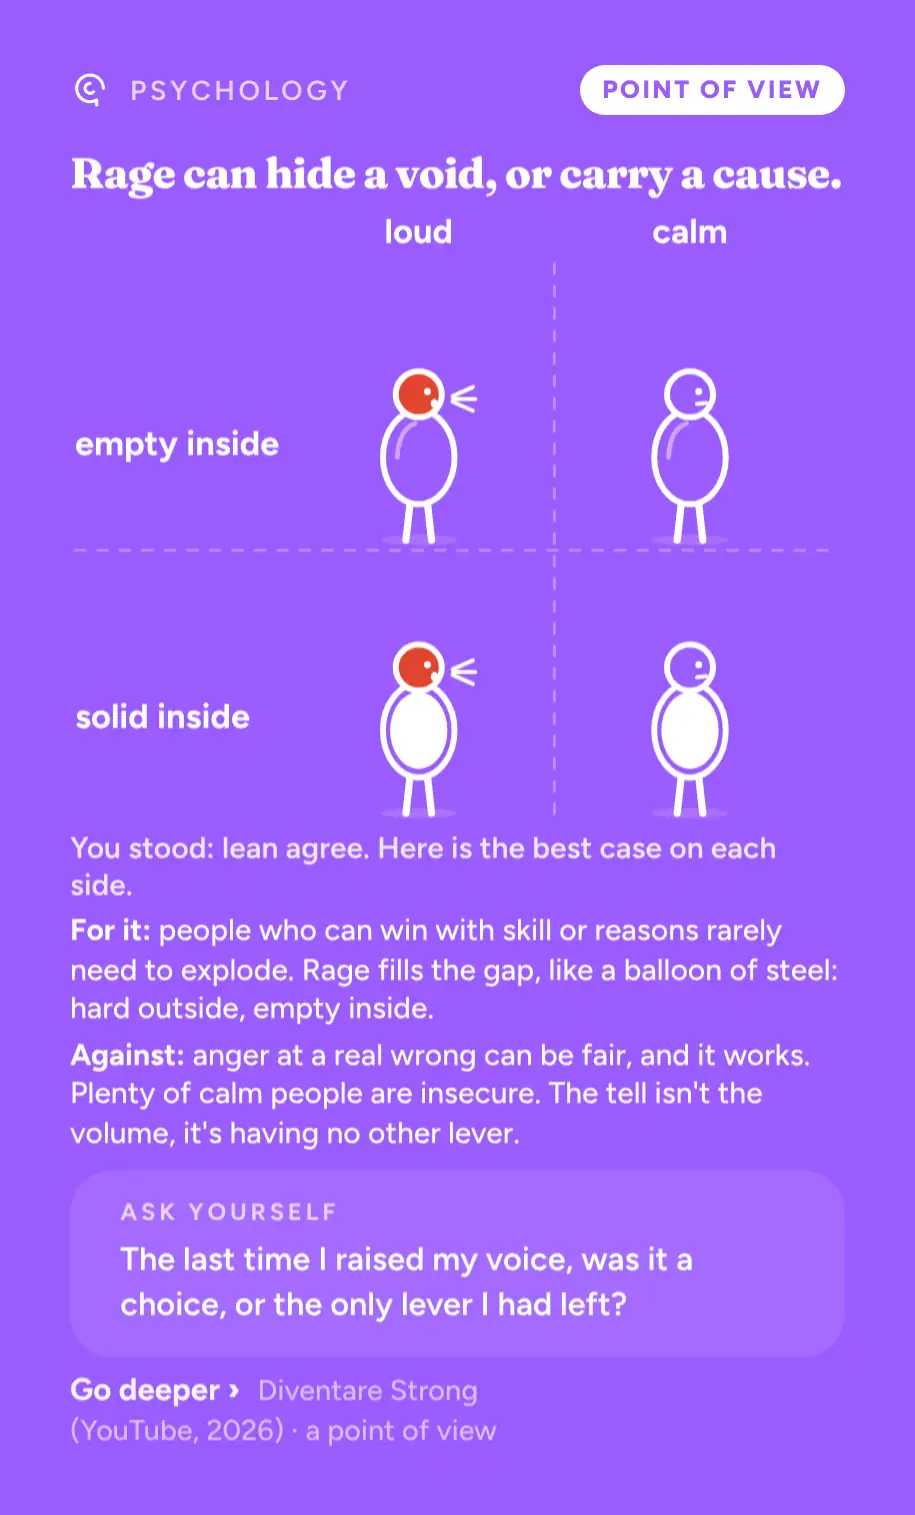 PSYCHOLOGY
POINT OF VIEW
Rage can hide a void, or carry a cause.
loud
calm
empty inside
solid inside
You stood: lean agree. Here is the best case on each
side.
For it: people who can win with skill or reasons rarely
need to explode. Rage fills the gap, like a balloon of steel:
hard outside, empty inside.
Against: anger at a real wrong can be fair, and it works.
Plenty of calm people are insecure. The tell isn't the
volume, it's having no other lever.
ASK YOURSELF
The last time I raised my voice, was it a
choice, or the only lever I had left?
Go deeper › Diventare Strong
(YouTube, 2026) · a point of view